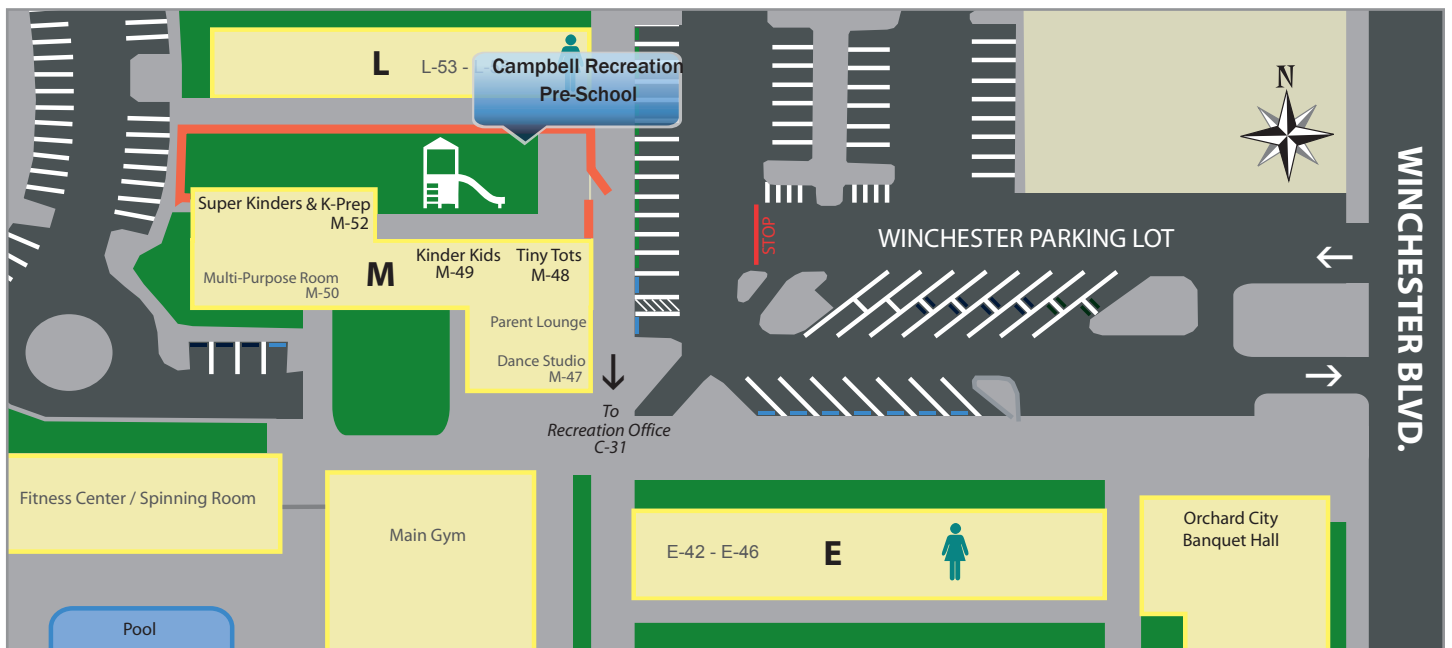 L
L-53 -
Campbell Recreation
Pre-School
N
Super Kinders & K-Prep
M-52
Kinder Kids
M-49
Tiny Tots
M-48
Multi-Purpose Room
M-50
M
Parent Lounge
Dance Studio
M-47
To
Recreation Office
C-31
STOP
WINCHESTER PARKING LOT
WINCHESTER BLVD.
Fitness Center / Spinning Room
Main Gym
E-42 - E-46
E
Orchard City
Banquet Hall
Pool